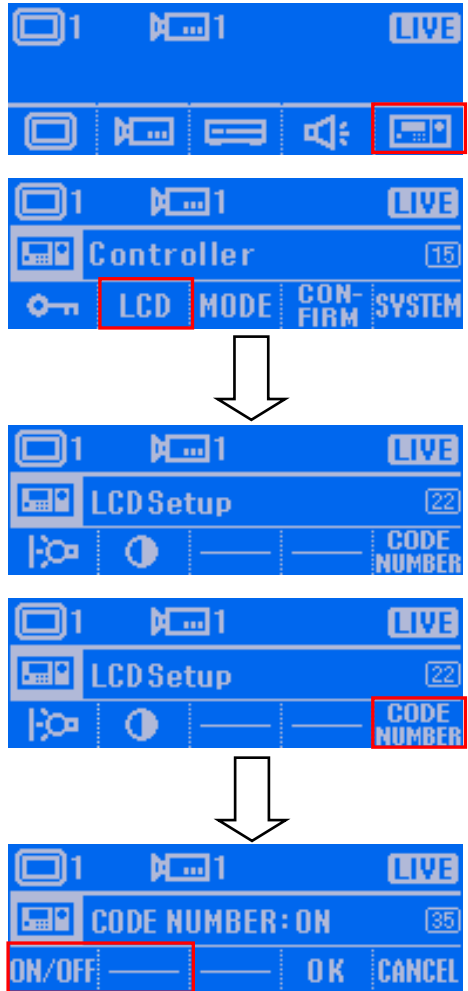 1 1 LIVE
1 1 LIVE
Controller 15
LCD MODE CON-FIRM SYSTEM
1 1 LIVE
LCD Setup 22
CODE NUMBER
1 1 LIVE
LCD Setup 22
CODE NUMBER
1 1 LIVE
CODE NUMBER:ON 35
ON/OFF OK CANCEL